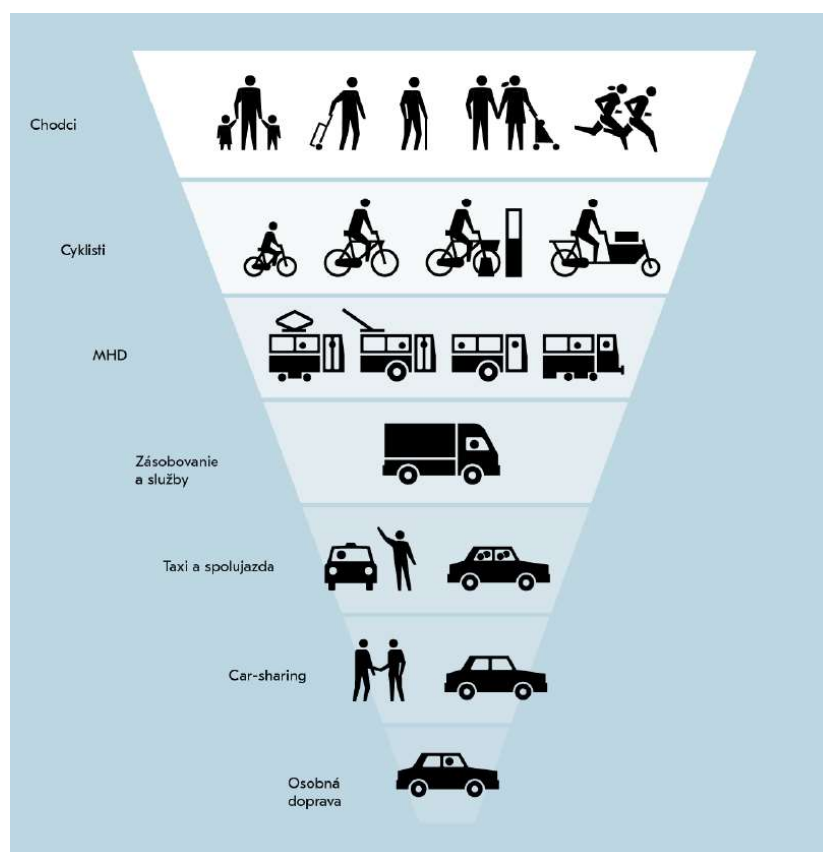 Chodci
Cyklisti
MHD
Zásobovanie
a služby
Taxi a spolujazda
Car-sharing
Osobná
doprava